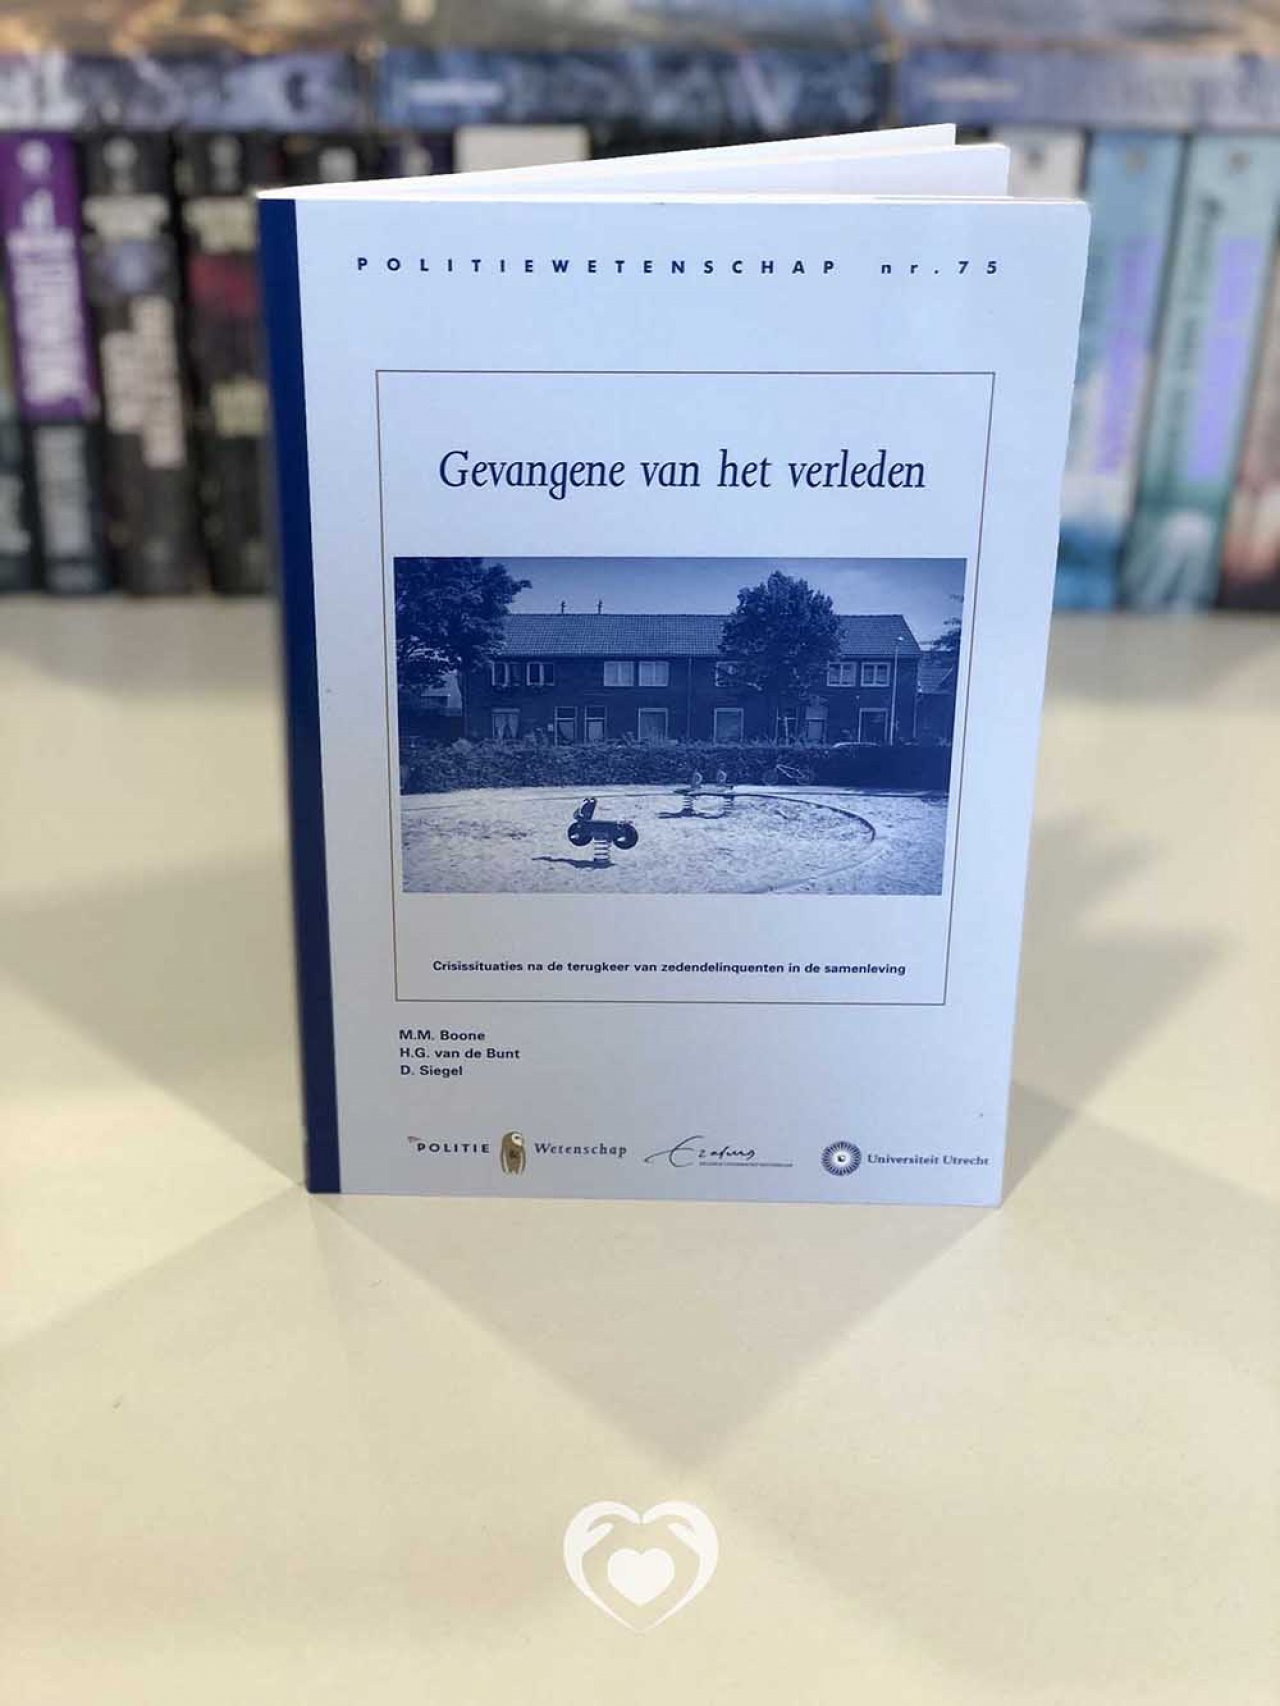 POLITIEWETENSCHAP nr. 75
Gevangene van het verleden
Crisissituaties na de terugkeer van zedendelinquenten in de samenleving
M.M. Boone
H.G. van de Bunt
D. Siegel
POLITIE & Wetenschap
Erasmus
Universiteit Utrecht